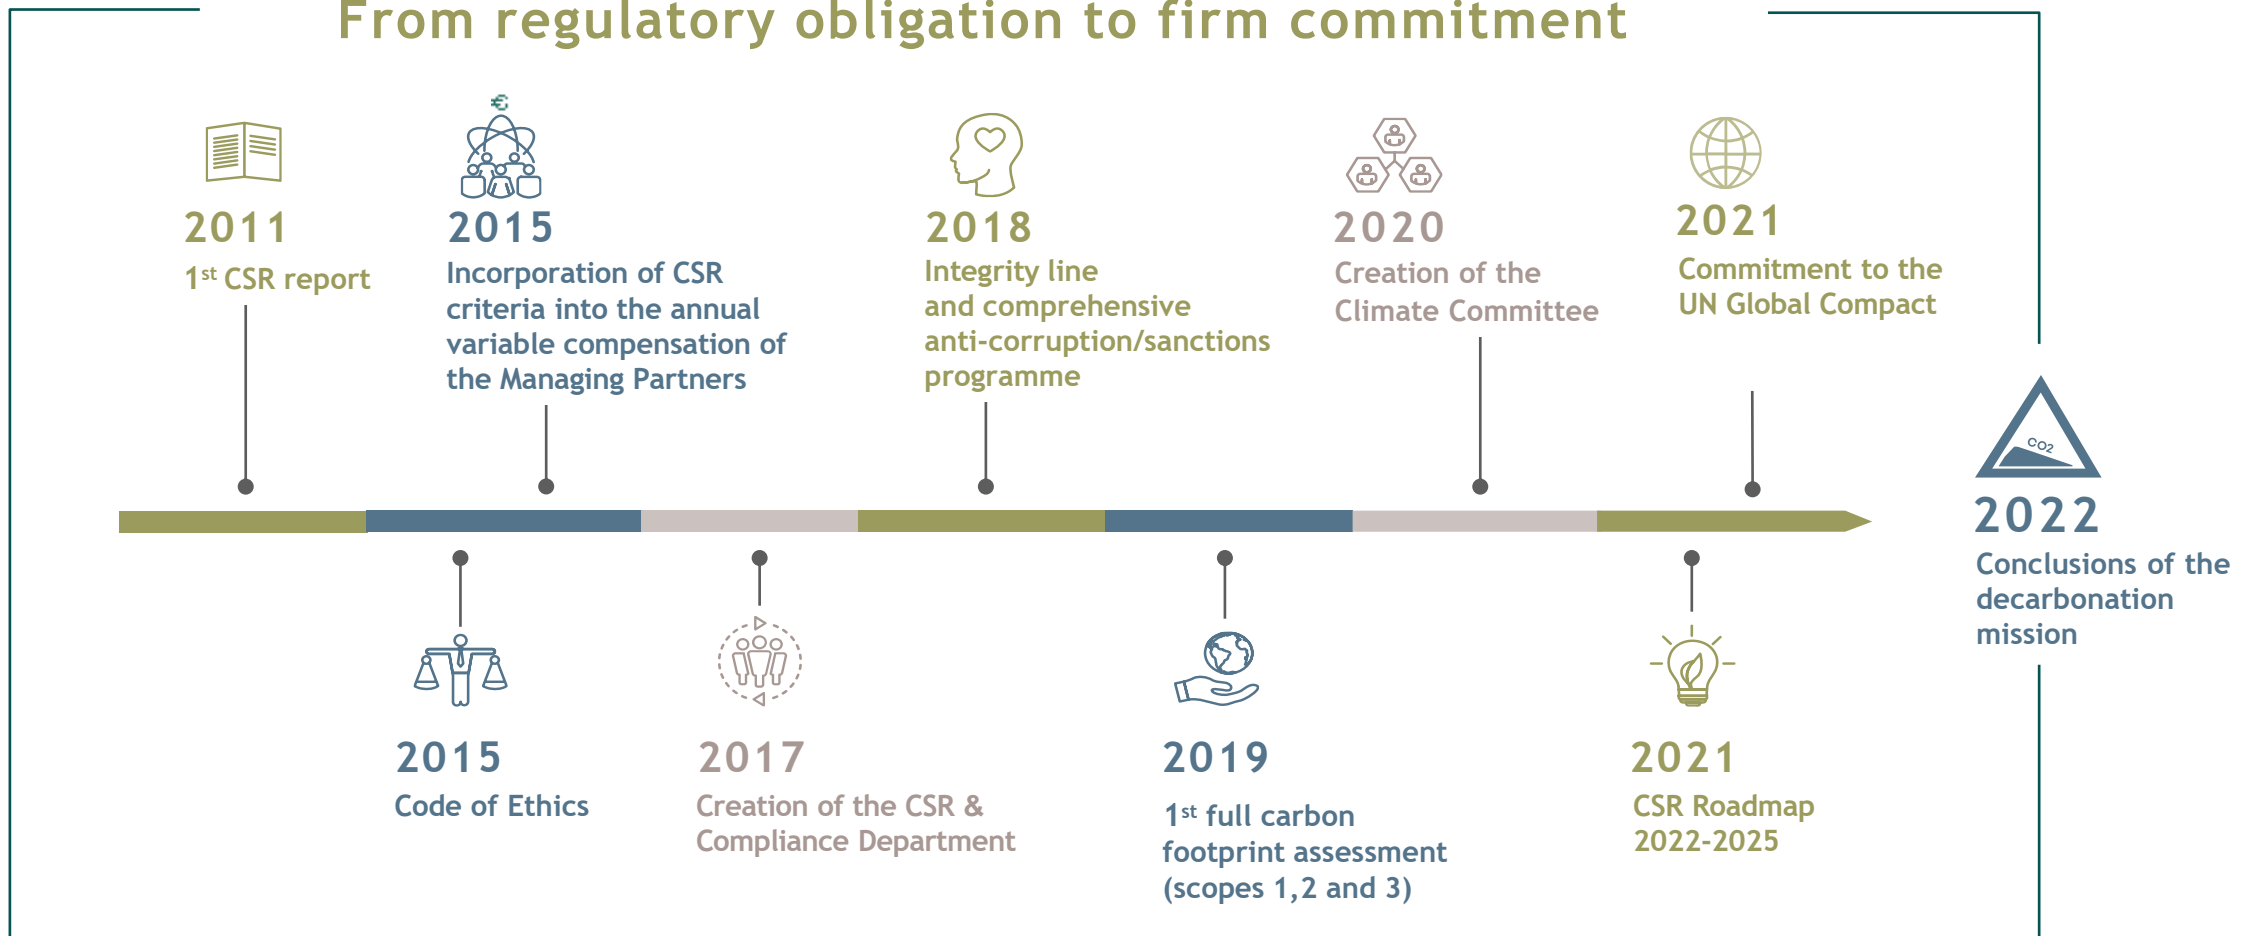 From regulatory obligation to firm commitment
€
2011
1st CSR report
2015
Incorporation of CSR
criteria into the annual
variable compensation of
the Managing Partners
2018
Integrity line
and comprehensive
anti-corruption/sanctions
programme
2020
Creation of the
Climate Committee
2021
Commitment to the
UN Global Compact
CO2
2022
Conclusions of the
decarbonation
mission
2015
Code of Ethics
2017
Creation of the CSR &
Compliance Department
2019
1st full carbon
footprint assessment
(scopes 1,2 and 3)
2021
CSR Roadmap
2022-2025